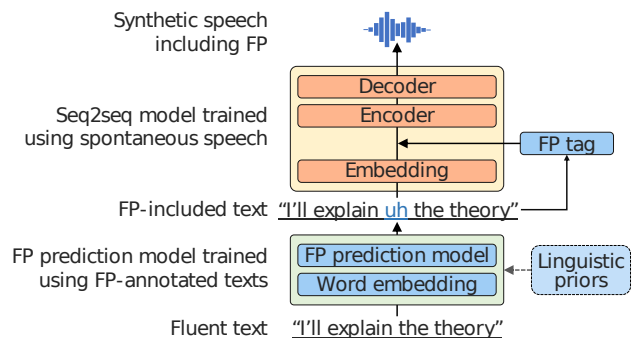 Synthetic speech
including FP
Decoder
Encoder
Seq2seq model trained
using spontaneous speech
FP tag
Embedding
FP-included text
“I’ll explain uh the theory”
FP prediction model trained
using FP-annotated texts
FP prediction model
Word embedding
Linguistic
priors
Fluent text
“I’ll explain the theory”